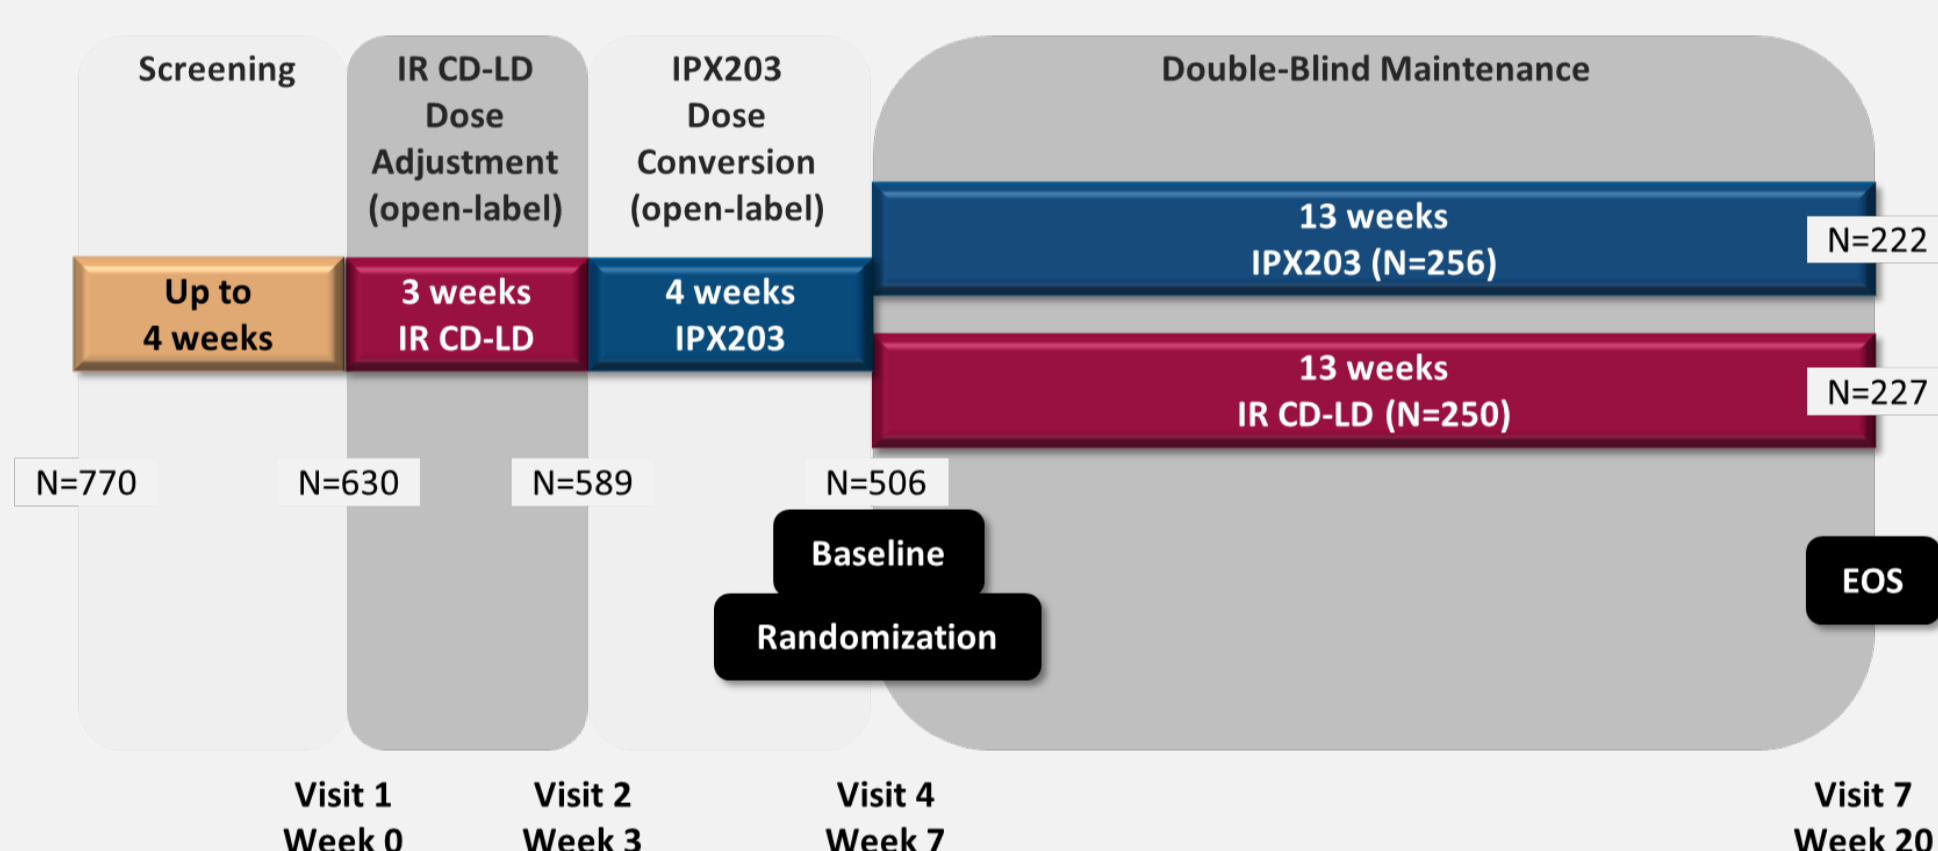 Screening
IR CD-LD
Dose
Adjustment
(open-label)
IPX203
Dose
Conversion
(open-label)
Double-Blind Maintenance
Up to
4 weeks
3 weeks
IR CD-LD
4 weeks
IPX203
13 weeks
IPX203 (N=256)
N=222
13 weeks
IR CD-LD (N=250)
N=227
N=770
N=630
N=589
N=506
Baseline
Randomization
EOS
Visit 1
Week 0
Visit 2
Week 3
Visit 4
Week 7
Visit 7
Week 20